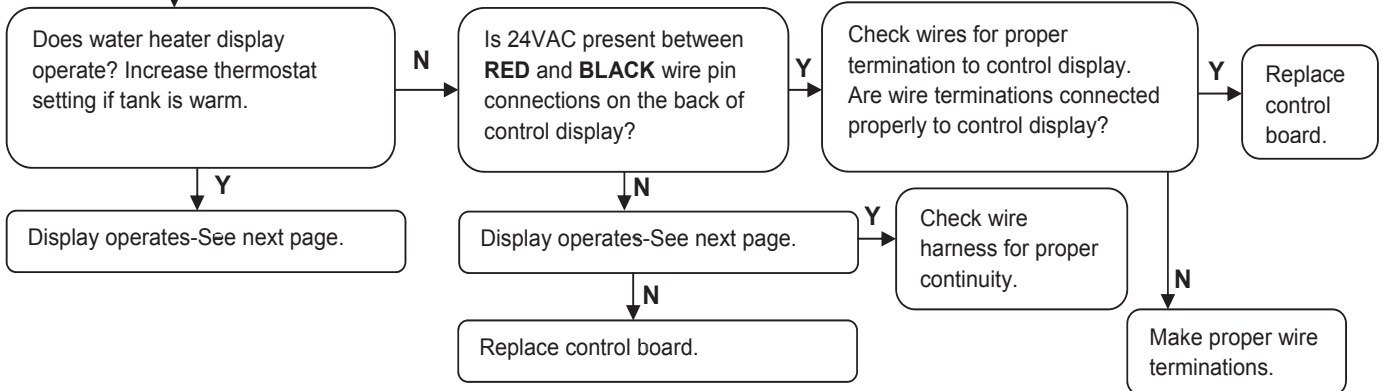 Does water heater display
operate? Increase thermostat
setting if tank is warm.
N
Is 24VAC present between
RED and BLACK wire pin
connections on the back of
control display?
Y
Check wires for proper
termination to control display.
Are wire terminations connected
properly to control display?
Y
Replace
control
board.
Y
Display operates-See next page.
N
Display operates-See next page.
Y
Check wire
harness for proper
continuity.
N
Replace control board.
N
Make proper wire
terminations.